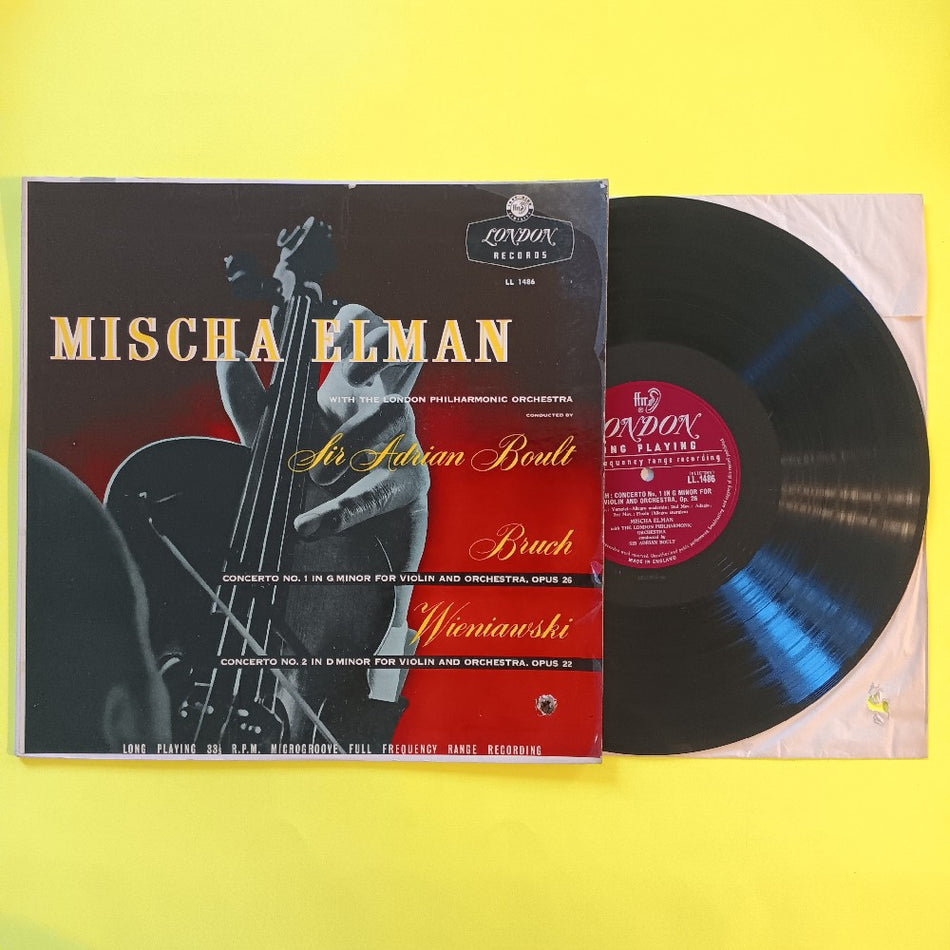 ffrr
LONDON
RECORDS
LL 1486
MISCHA ELMAN
WITH THE LONDON PHILHARMONIC ORCHESTRA
CONDUCTED BY
Sir Adrian Boult
Bruch
CONCERTO NO. 1 IN G MINOR FOR VIOLIN AND ORCHESTRA, OPUS 26
Wieniawski
CONCERTO NO. 2 IN D MINOR FOR VIOLIN AND ORCHESTRA, OPUS 22
LONG PLAYING 33⅓ R.P.M. MICROGROOVE FULL FREQUENCY RANGE RECORDING
ffrr
ONDON
NG PLAYING
frequency range recording
LL.1486
: CONCERTO No. 1 IN G MINOR FOR
VIOLIN AND ORCHESTRA, Op. 26
MISCHA ELMAN
with THE LONDON PHILHARMONIC
ORCHESTRA
conducted by
SIR ADRIAN BOULT
MADE IN ENGLAND